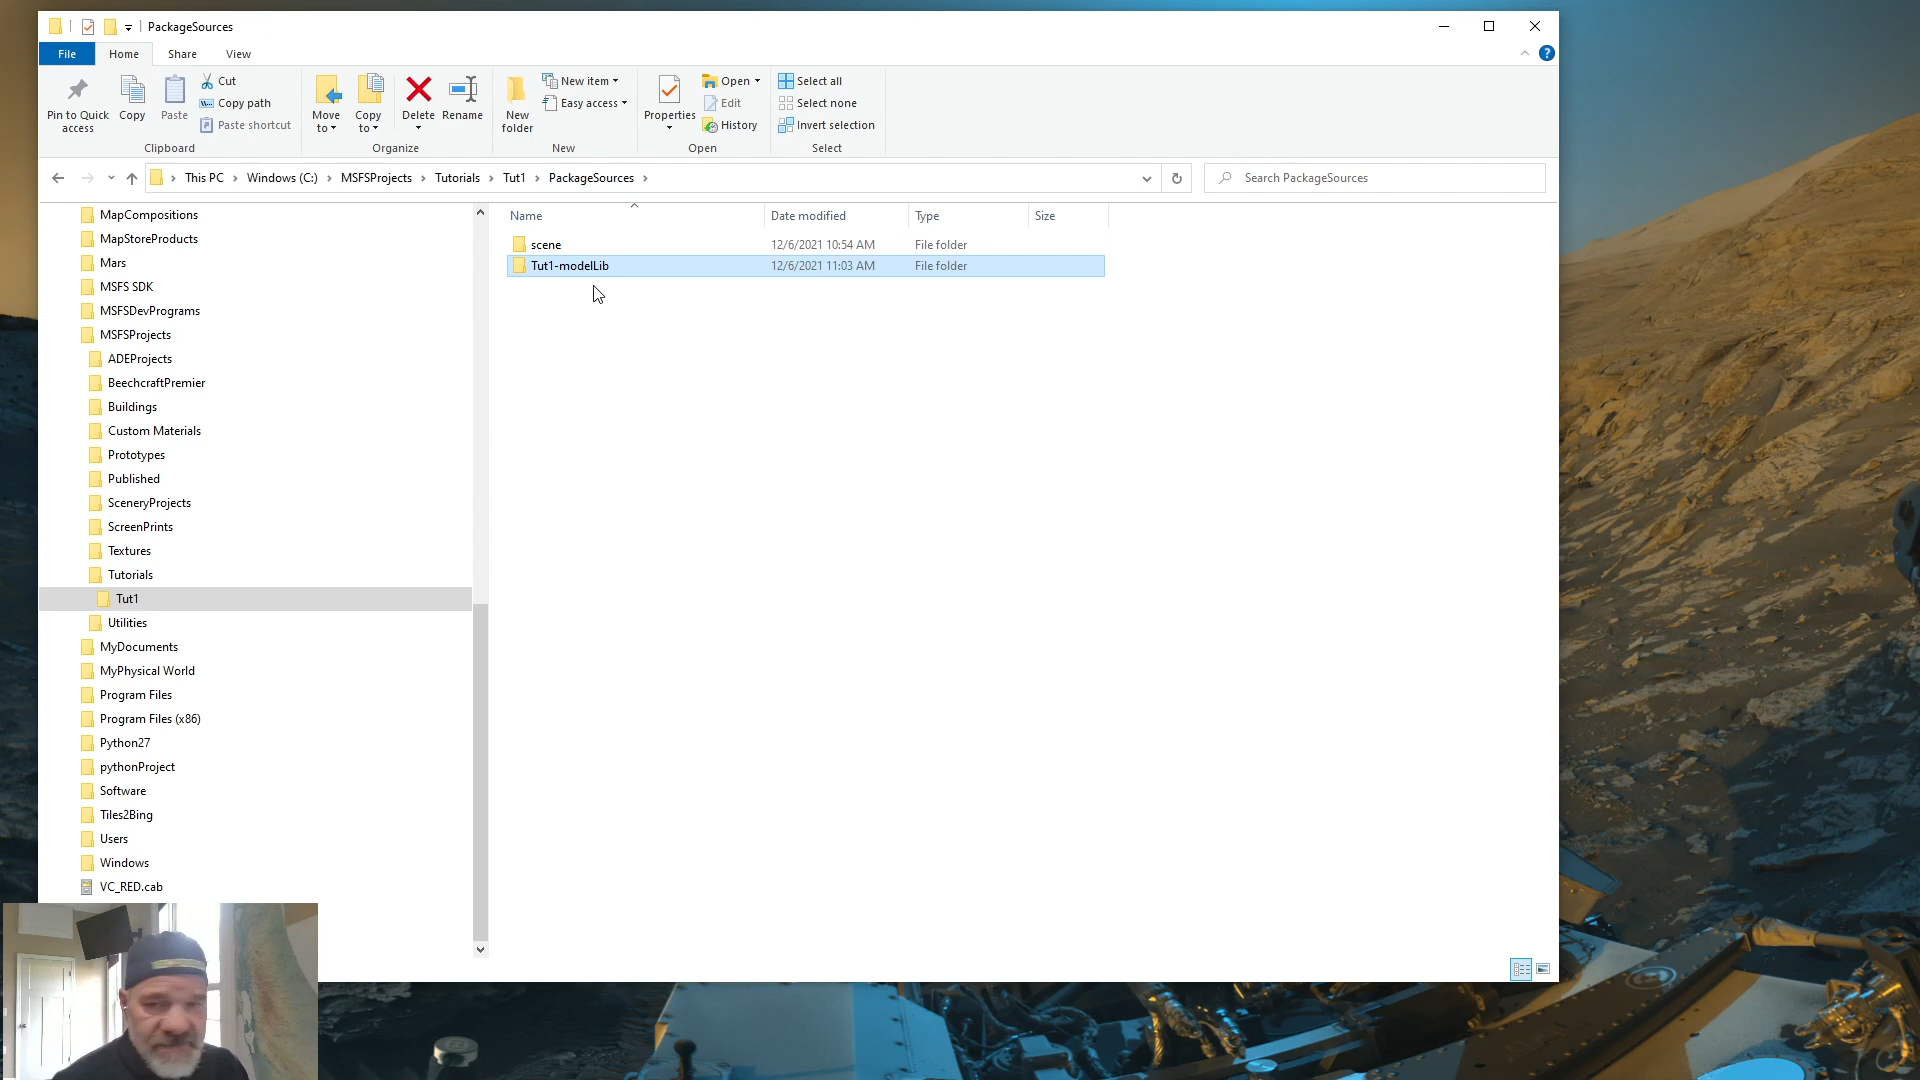 PackageSources
File Home Share View
Pin to Quick access
Copy
Paste
Cut
Copy path
Paste shortcut
Clipboard
Move to
Copy to
Delete
Rename
Organize
New folder
New item
Easy access
New
Properties
Open
Edit
History
Open
Select all
Select none
Invert selection
Select
This PC > Windows (C:) > MSFSProjects > Tutorials > Tut1 > PackageSources >
Search PackageSources
MapCompositions
MapStoreProducts
Mars
MSFS SDK
MSFSDevPrograms
MSFSProjects
ADEProjects
BeechcraftPremier
Buildings
Custom Materials
Prototypes
Published
SceneryProjects
ScreenPrints
Textures
Tutorials
Tut1
Utilities
MyDocuments
MyPhysical World
Program Files
Program Files (x86)
Python27
pythonProject
Software
Tiles2Bing
Users
Windows
VC_RED.cab
Name Date modified Type Size
scene 12/6/2021 10:54 AM File folder
Tut1-modelLib 12/6/2021 11:03 AM File folder